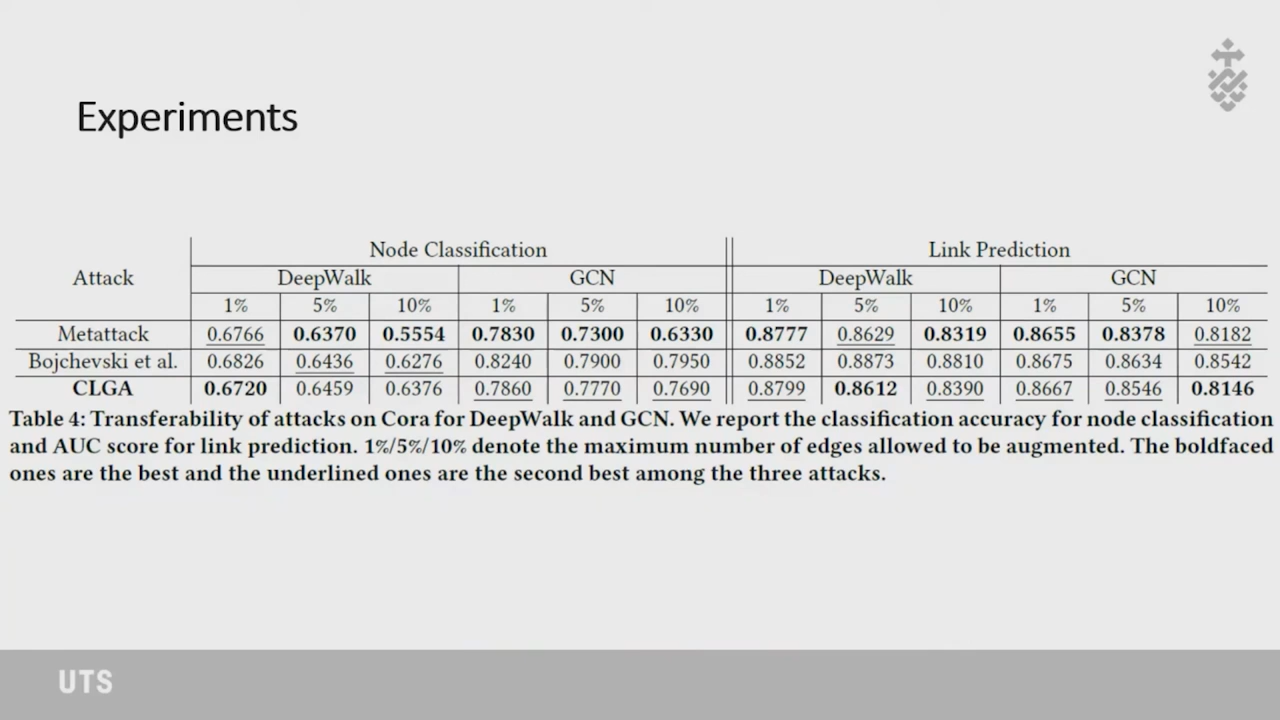 Experiments
Attack Node Classification Link Prediction
DeepWalk GCN DeepWalk GCN
1% 5% 10% 1% 5% 10% 1% 5% 10% 1% 5% 10%
Metattack 0.6766 0.6370 0.5554 0.7830 0.7300 0.6330 0.8777 0.8629 0.8319 0.8655 0.8378 0.8182
Bojchevski et al. 0.6826 0.6436 0.6276 0.8240 0.7900 0.7950 0.8852 0.8873 0.8810 0.8675 0.8634 0.8542
CLGA 0.6720 0.6459 0.6376 0.7860 0.7770 0.7690 0.8799 0.8612 0.8390 0.8667 0.8546 0.8146
Table 4: Transferability of attacks on Cora for DeepWalk and GCN. We report the classification accuracy for node classification
and AUC score for link prediction. 1%/5%/10% denote the maximum number of edges allowed to be augmented. The boldfaced
ones are the best and the underlined ones are the second best among the three attacks.
UTS